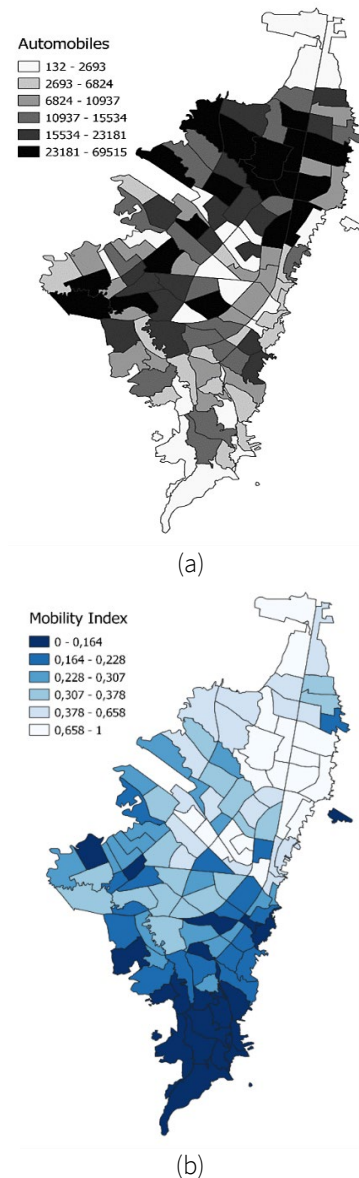 Automobiles
132 - 2693
2693 - 6824
6824 - 10937
10937 - 15534
15534 - 23181
23181 - 69515
(a)
Mobility Index
0 - 0,164
0,164 - 0,228
0,228 - 0,307
0,307 - 0,378
0,378 - 0,658
0,658 - 1
(b)